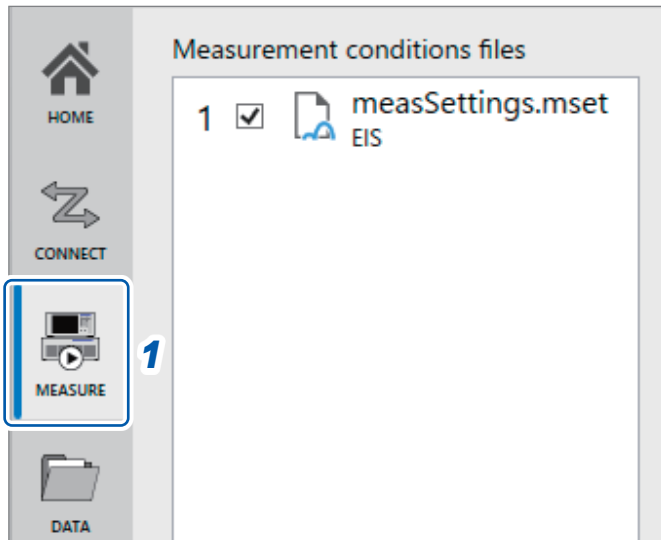 HOME
CONNECT
MEASURE
DATA
1
Measurement conditions files
1 measSettings.mset
EIS